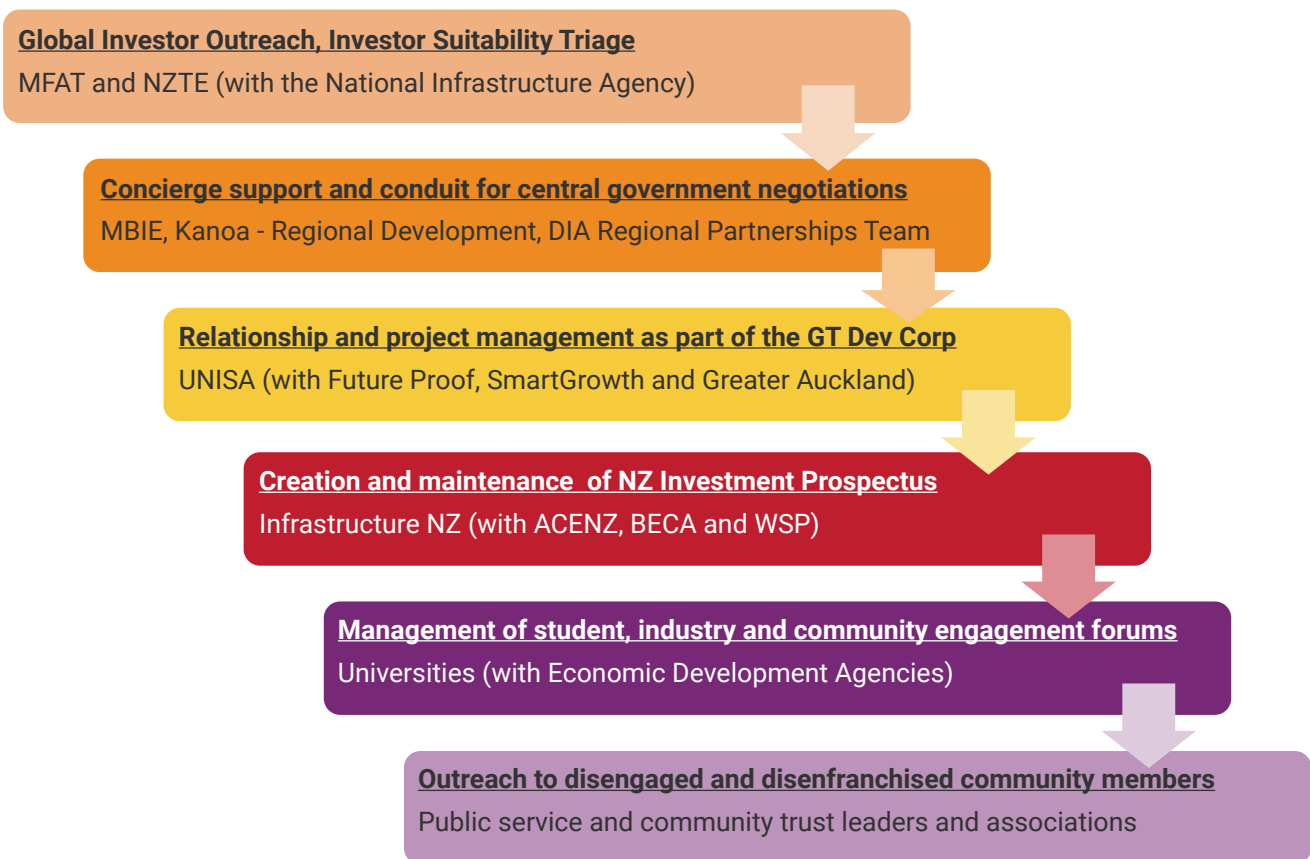 Global Investor Outreach, Investor Suitability Triage
MFAT and NZTE (with the National Infrastructure Agency)
Concierge support and conduit for central government negotiations
MBIE, Kanoa - Regional Development, DIA Regional Partnerships Team
Relationship and project management as part of the GT Dev Corp
UNISA (with Future Proof, SmartGrowth and Greater Auckland)
Creation and maintenance  of NZ Investment Prospectus
Infrastructure NZ (with ACENZ, BECA and WSP)
Management of student, industry and community engagement forums
Universities (with Economic Development Agencies)
Outreach to disengaged and disenfranchised community members
Public service and community trust leaders and associations